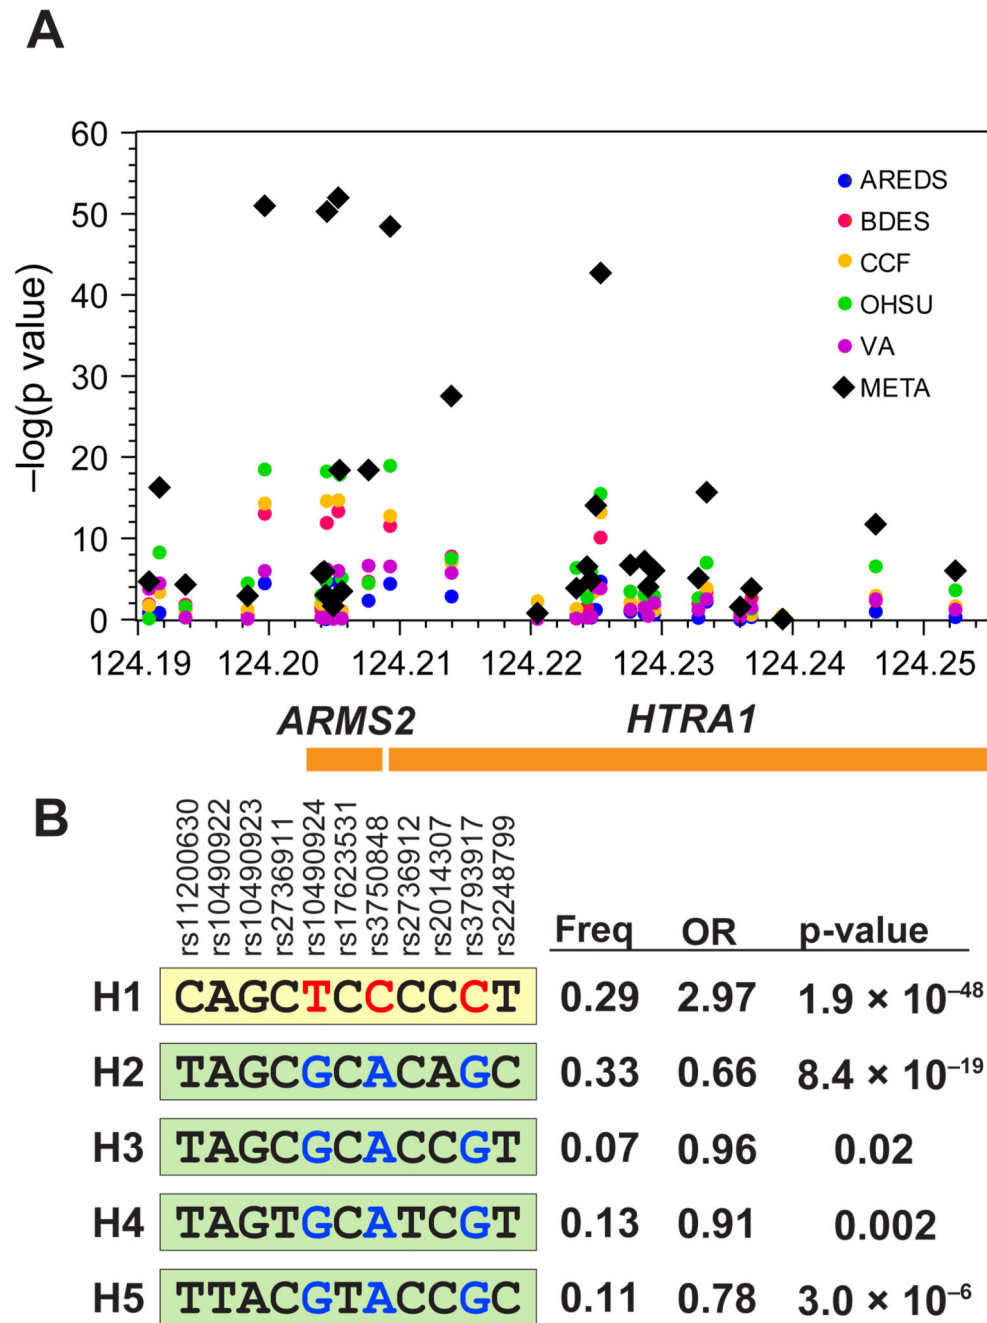 A
−log(p value)
60
50
40
30
20
10
0
AREDS
BDES
CCF
OHSU
VA
META
124.19 124.20 124.21 124.22 124.23 124.24 124.25
ARMS2 HTRA1
B
rs11200630
rs10490922
rs10490923
rs2736911
rs10490924
rs17623531
rs3750848
rs2736912
rs2014307
rs3793917
rs2248799
Freq OR p-value
H1 CAGCTCCCCCT 0.29 2.97 1.9 × 10⁻⁴⁸
H2 TAGCGCACAGC 0.33 0.66 8.4 × 10⁻¹⁹
H3 TAGCGCACCGT 0.07 0.96 0.02
H4 TAGTGCATCGT 0.13 0.91 0.002
H5 TTACGTACCGC 0.11 0.78 3.0 × 10⁻⁶